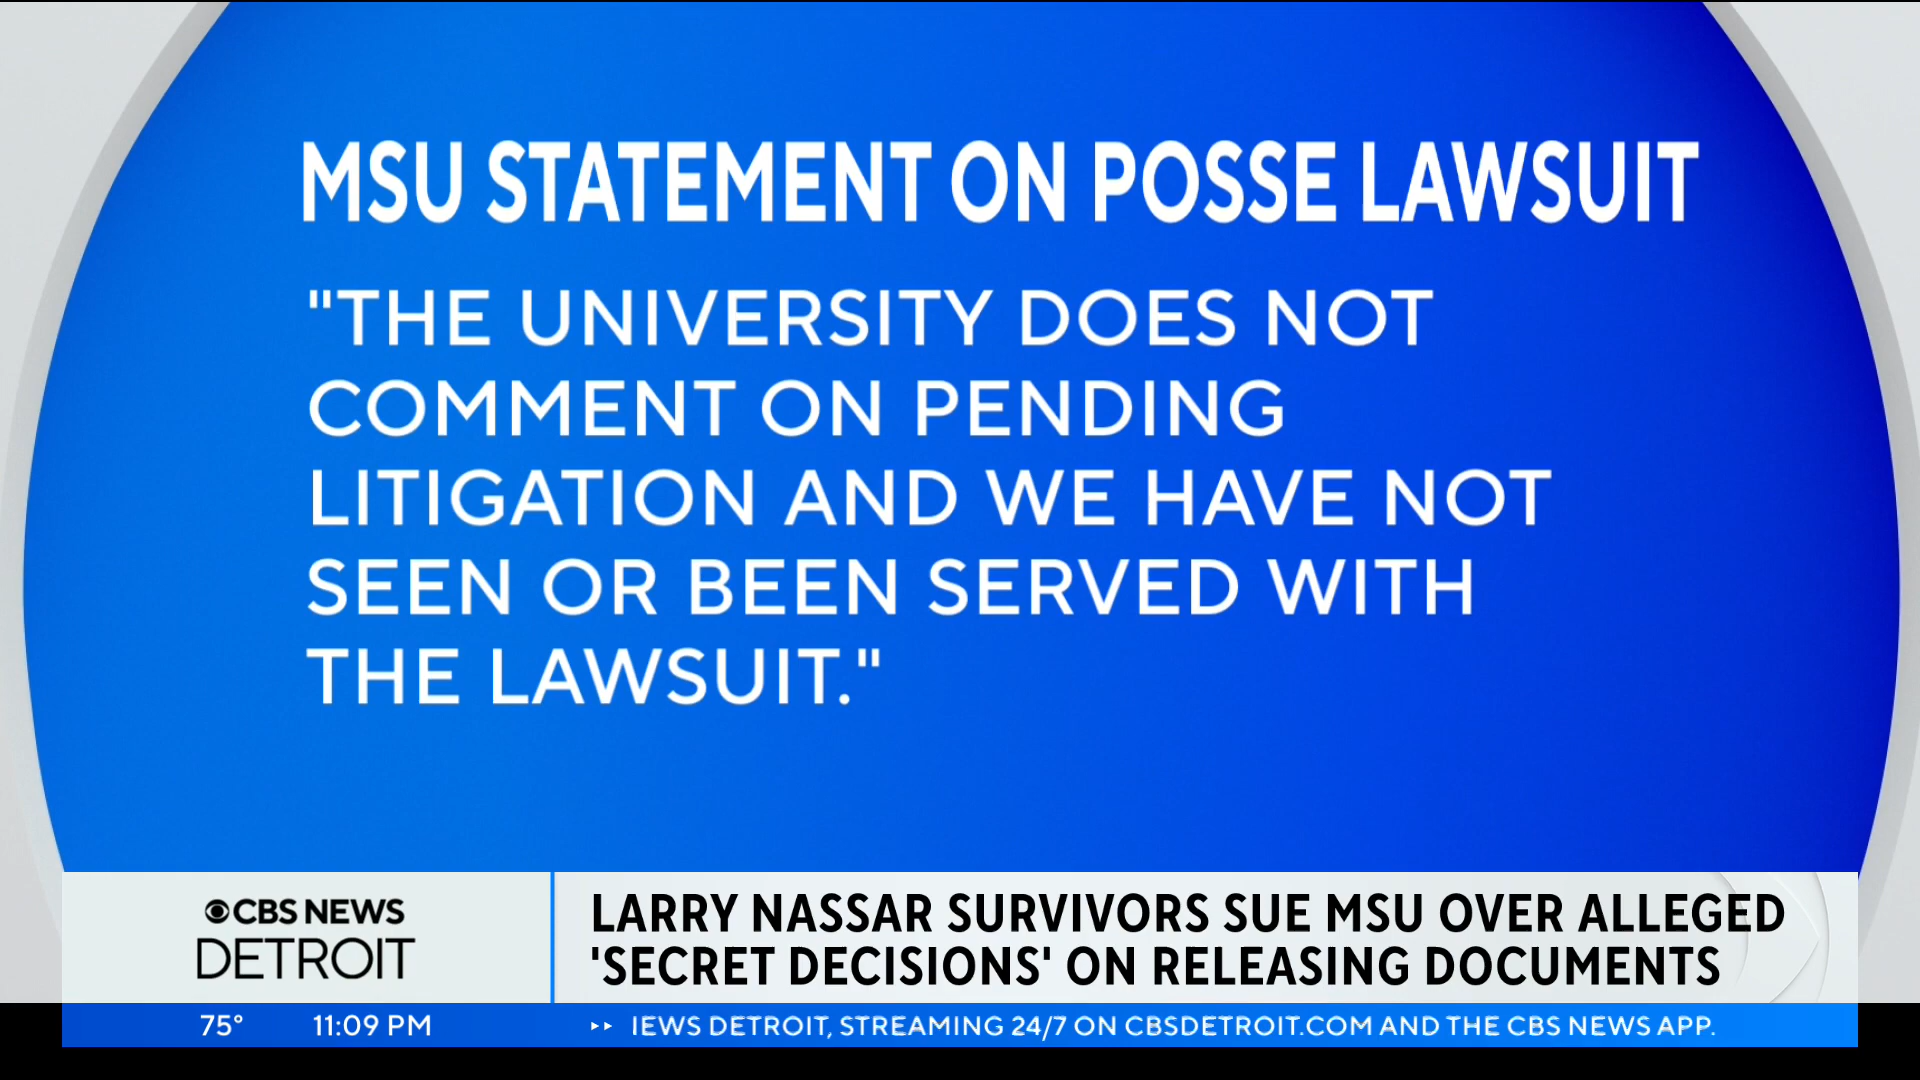 MSU STATEMENT ON POSSE LAWSUIT
"THE UNIVERSITY DOES NOT
COMMENT ON PENDING
LITIGATION AND WE HAVE NOT
SEEN OR BEEN SERVED WITH
THE LAWSUIT."
CBS NEWS
DETROIT
LARRY NASSAR SURVIVORS SUE MSU OVER ALLEGED
'SECRET DECISIONS' ON RELEASING DOCUMENTS
75° 11:09 PM IEWS DETROIT, STREAMING 24/7 ON CBSDETROIT.COM AND THE CBS NEWS APP.